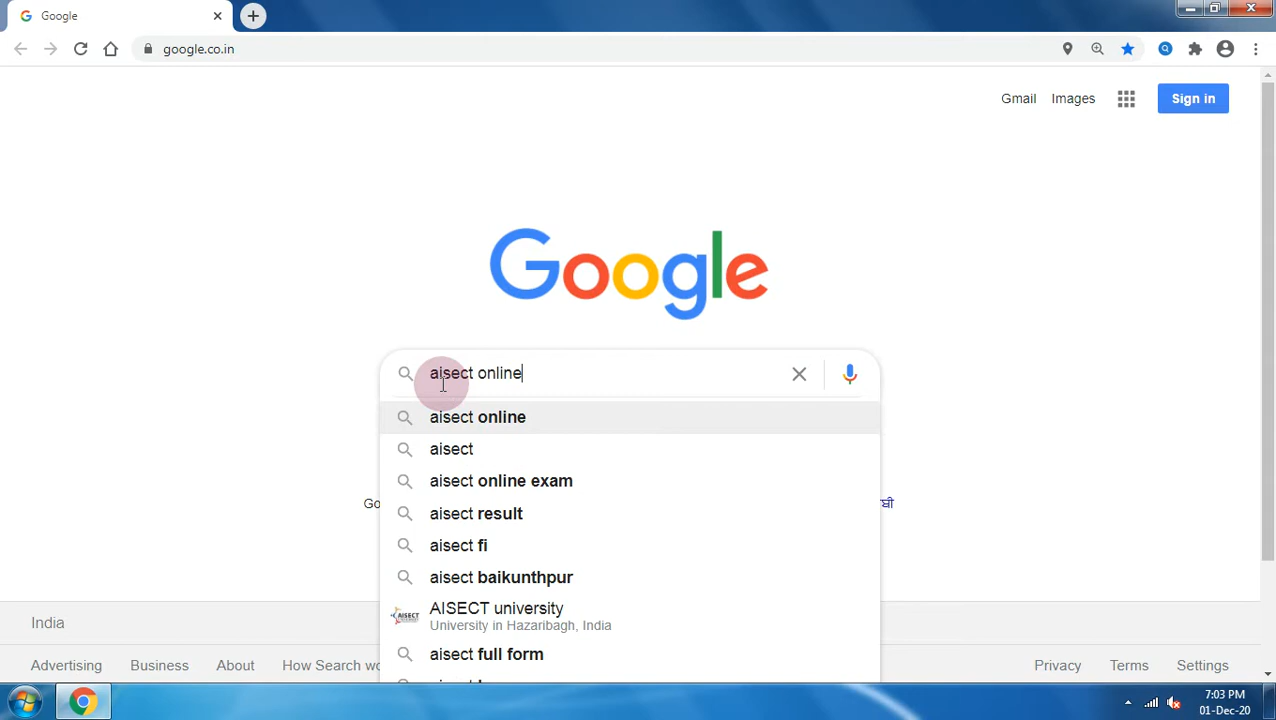 Google
google.co.in
Gmail Images Sign in
Google
aisect online
aisect online
aisect
aisect online exam
aisect result
aisect fi
aisect baikunthpur
AISECT
AISECT university
University in Hazaribagh, India
aisect full form
India
Advertising Business About How Search Privacy Terms Settings
7:03 PM
01-Dec-20